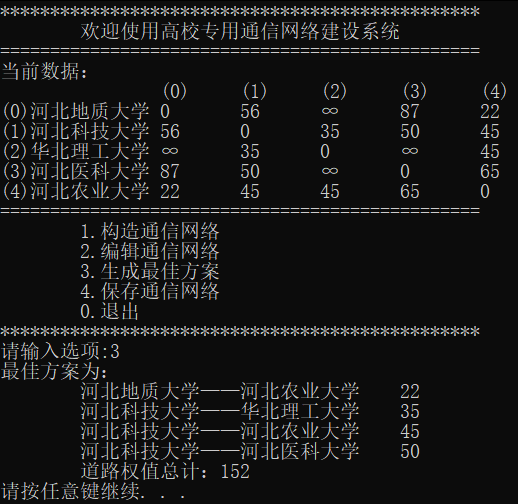 ************************************************
欢迎使用高校专用通信网络建设系统
================================================
当前数据:
(0) (1) (2) (3) (4)
(0)河北地质大学 0 56 ∞ 87 22
(1)河北科技大学 56 0 35 50 45
(2)华北理工大学 ∞ 35 0 ∞ 45
(3)河北医科大学 87 50 ∞ 0 65
(4)河北农业大学 22 45 45 65 0
================================================
1.构造通信网络
2.编辑通信网络
3.生成最佳方案
4.保存通信网络
0.退出
************************************************
请输入选项:3
最佳方案为:
河北地质大学——河北农业大学 22
河北科技大学——华北理工大学 35
河北科技大学——河北农业大学 45
河北科技大学——河北医科大学 50
道路权值总计: 152
请按任意键继续. . .